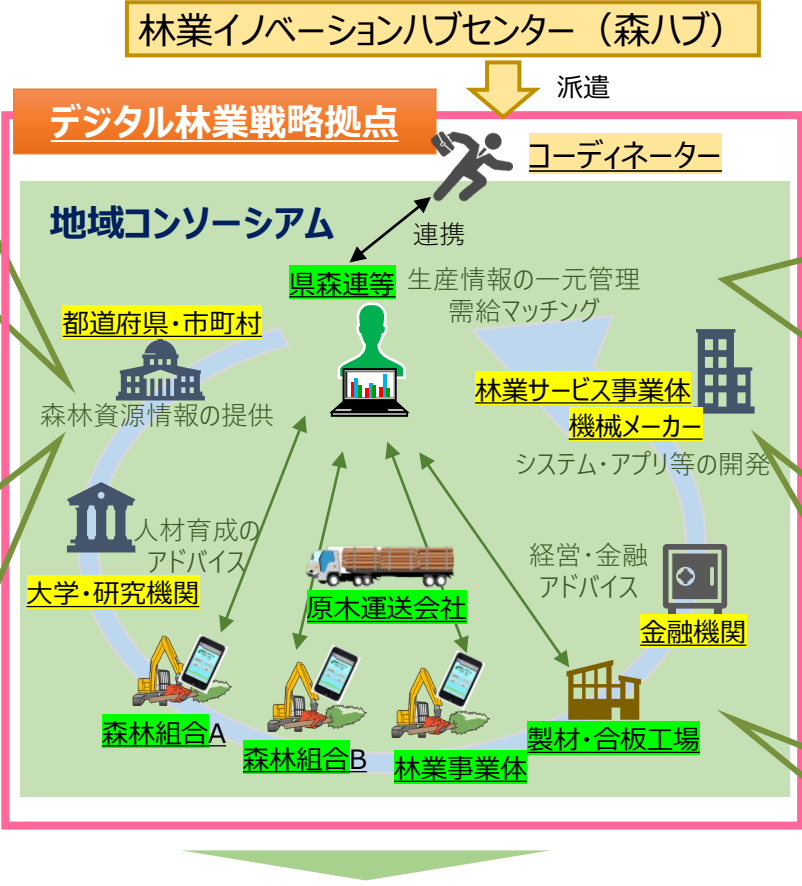 林業イノベーションハブセンター（森ハブ）
派遣
デジタル林業戦略拠点
コーディネーター
地域コンソーシアム
連携
県森連等
生産情報の一元管理
需給マッチング
都道府県・市町村
森林資源情報の提供
林業サービス事業体
機械メーカー
システム・アプリ等の開発
人材育成の
アドバイス
大学・研究機関
経営・金融
アドバイス
金融機関
原木運送会社
森林組合A
森林組合B
林業事業体
製材・合板工場